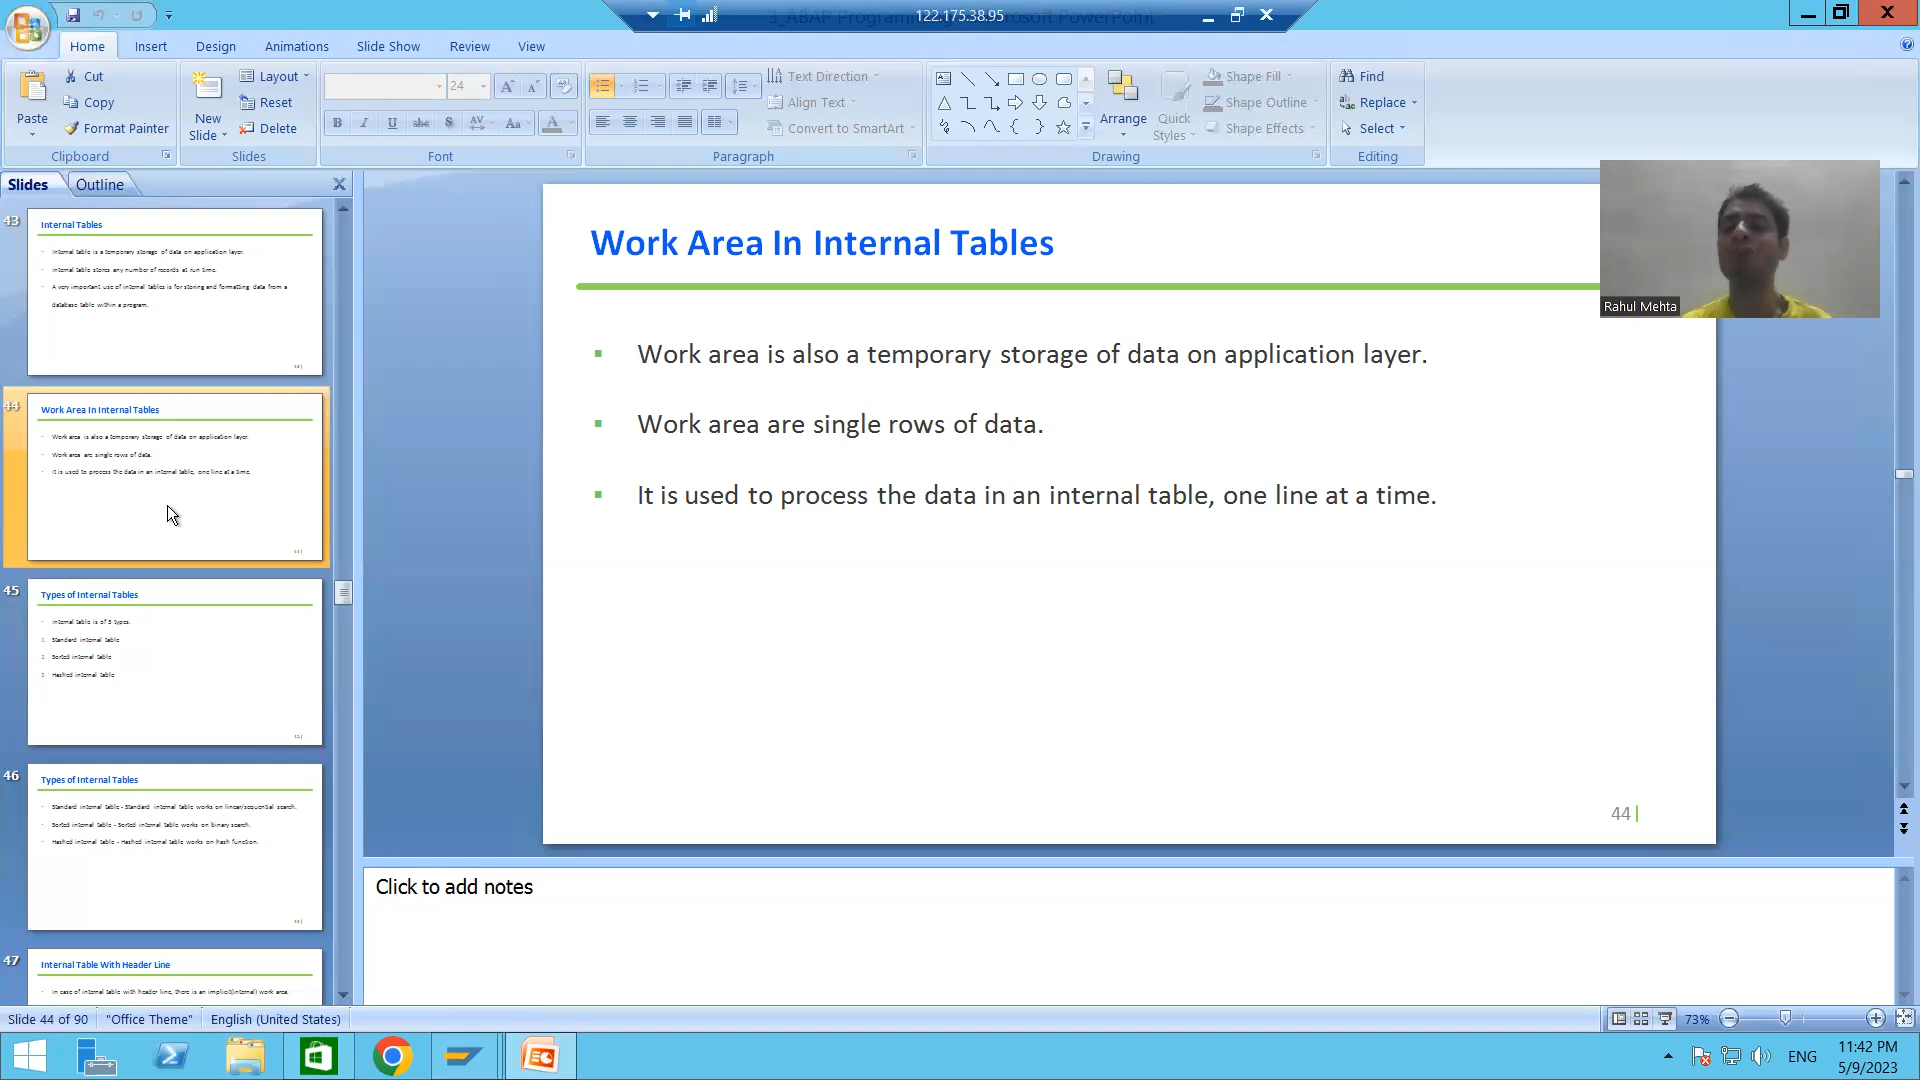 3_ABAP Programming - Microsoft PowerPoint
122.175.38.95
Home Insert Design Animations Slide Show Review View
Paste
Cut
Copy
Format Painter
Clipboard
New Slide
Layout
Reset
Delete
Slides
24
Font
Text Direction
Align Text
Convert to SmartArt
Paragraph
Arrange
Quick Styles
Shape Fill
Shape Outline
Shape Effects
Drawing
Find
Replace
Select
Editing
Slides Outline
43
Internal Tables
Internal table is a temporary storage of data on application layer.
Internal table stores any number of records at run time.
A very important use of internal tables is for storing and formatting data from a
database table within a program.
44
Work Area In Internal Tables
Work area is also a temporary storage of data on application layer.
Work area are single rows of data.
It is used to process the data in an internal table, one line at a time.
45
Types of Internal Tables
Internal table is of 3 types.
1. Standard internal table
2. Sorted internal table
3. Hashed internal table
46
Types of Internal Tables
Standard internal table - Standard internal table works on linear/sequential search.
Sorted internal table - Sorted internal table works on binary search.
Hashed internal table - Hashed internal table works on hash function.
47
Internal Table With Header Line
In case of internal table with header line, there is an implicit(internal) work area.
Work Area In Internal Tables
Work area is also a temporary storage of data on application layer.
Work area are single rows of data.
It is used to process the data in an internal table, one line at a time.
44 |
Rahul Mehta
Click to add notes
Slide 44 of 90 "Office Theme" English (United States)
73%
ENG
11:42 PM
5/9/2023